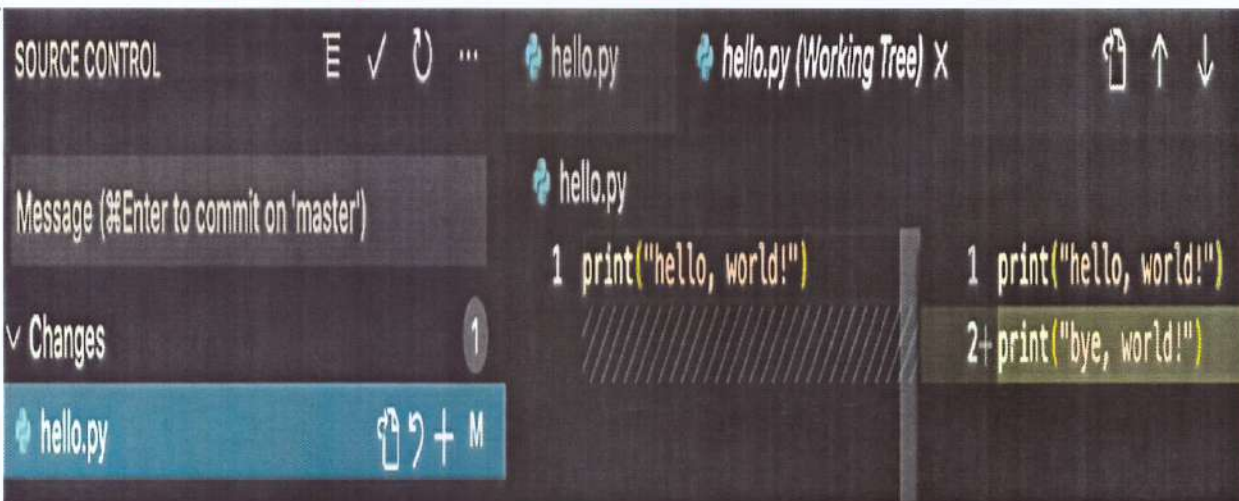 SOURCE CONTROL
Message (⌘Enter to commit on 'master')
Changes
1
hello.py
M
hello.py
hello.py (Working Tree)
hello.py
1 print("hello, world!")
1 print("hello, world!")
2+ print("bye, world!")